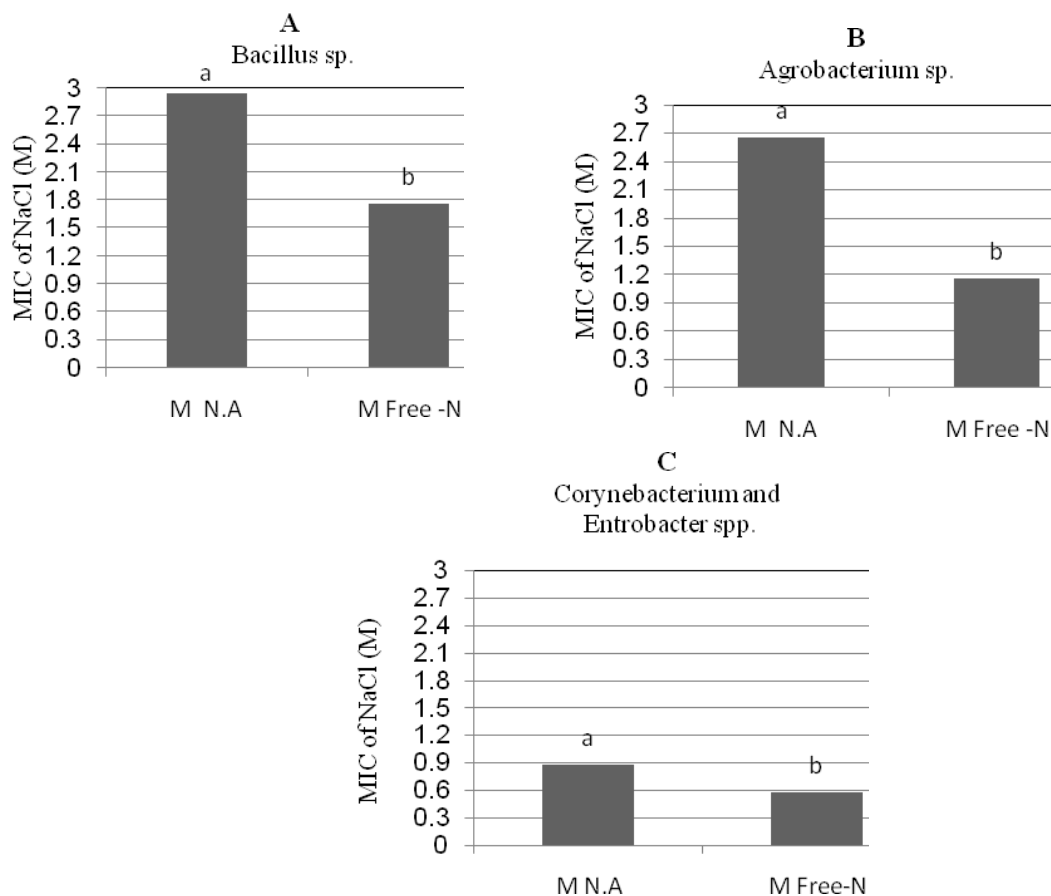 A
Bacillus sp.
a
b
MIC of NaCl (M)
3
2.7
2.4
2.1
1.8
1.5
1.2
0.9
0.6
0.3
0
M N.A
M Free -N
B
Agrobacterium sp.
a
b
MIC of NaCl (M)
3
2.7
2.4
2.1
1.8
1.5
1.2
0.9
0.6
0.3
0
M N.A
M Free -N
C
Corynebacterium and
Entrobacter spp.
a
b
MIC of NaCl (M)
3
2.7
2.4
2.1
1.8
1.5
1.2
0.9
0.6
0.3
0
M N.A
M Free-N